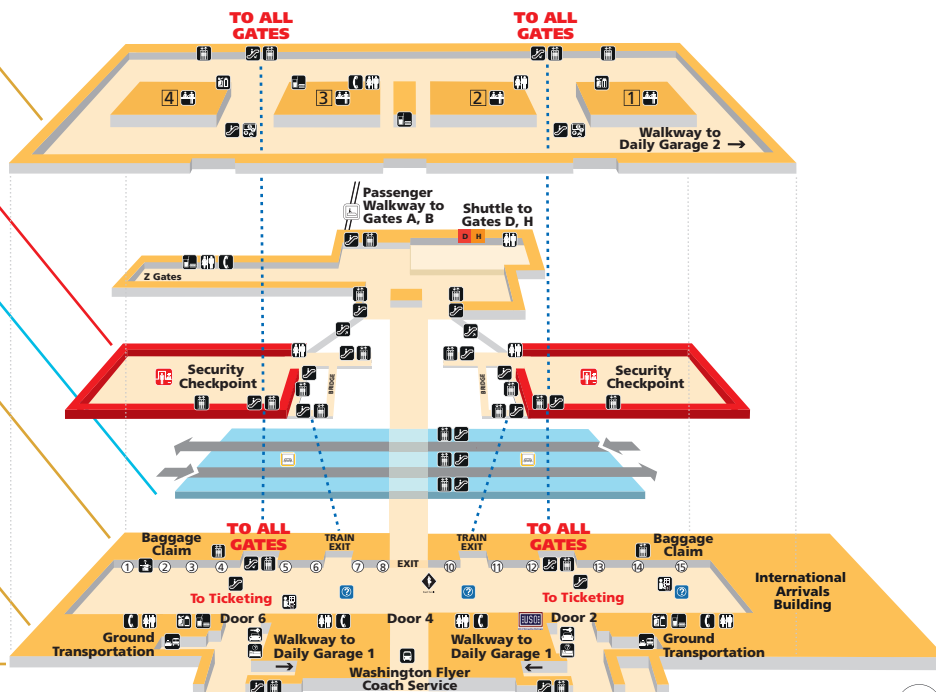 TO ALL
GATES
TO ALL
GATES
4
3
2
1
Walkway to
Daily Garage 2
Passenger
Walkway to
Gates A, B
Shuttle to
Gates D, H
D H
Z Gates
Security
Checkpoint
BRIDGE
BRIDGE
Security
Checkpoint
Baggage
Claim
TO ALL
GATES
TRAIN
EXIT
EXIT
TRAIN
EXIT
TO ALL
GATES
Baggage
Claim
1 2 3 4 5 6 7 8 10 11 12 13 14 15
International
Arrivals
Building
To Ticketing
? ?
To Ticketing
Door 6
Door 4
USO
Door 2
Ground
Transportation
Walkway to
Daily Garage 1
Walkway to
Daily Garage 1
Ground
Transportation
Washington Flyer
Coach Service